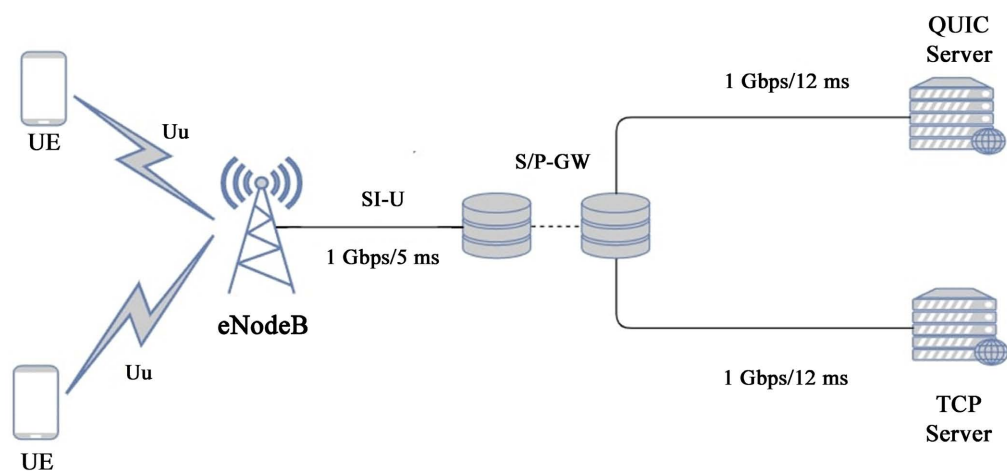 QUIC
Server
1 Gbps/12 ms
UE
Uu
S/P-GW
SI-U
1 Gbps/5 ms
eNodeB
Uu
1 Gbps/12 ms
TCP
Server
UE